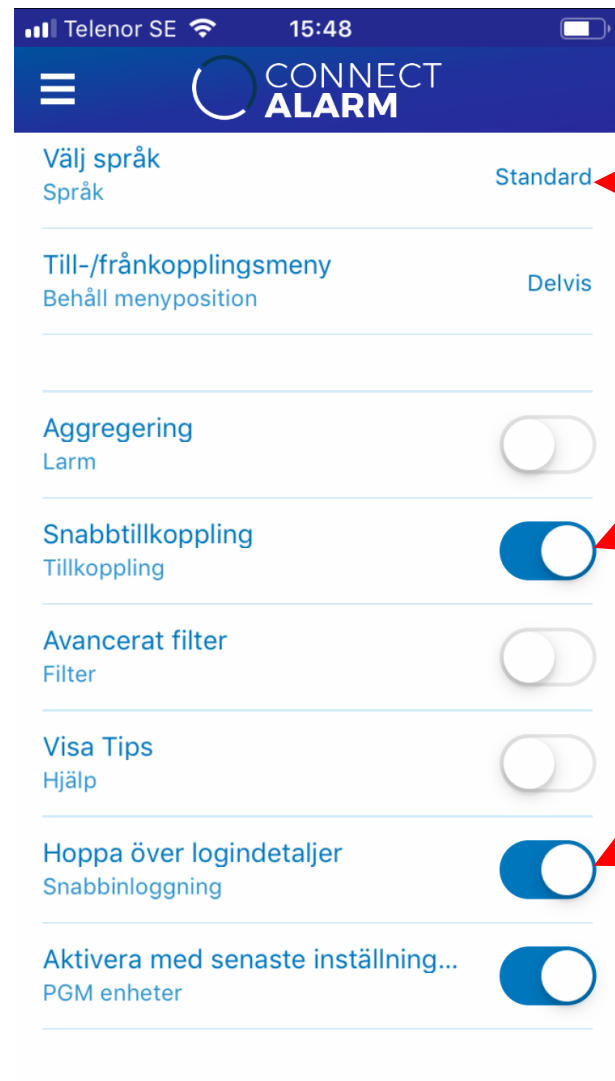 Telenor SE 15:48
CONNECT
ALARM
Välj språk
Språk
Standard
Till-/frånkopplingsmeny
Behåll menyposition
Delvis
Aggregering
Larm
Snabbtillkoppling
Tillkoppling
Avancerat filter
Filter
Visa Tips
Hjälp
Hoppa över logindetaljer
Snabbinloggning
Aktivera med senaste inställning...
PGM enheter